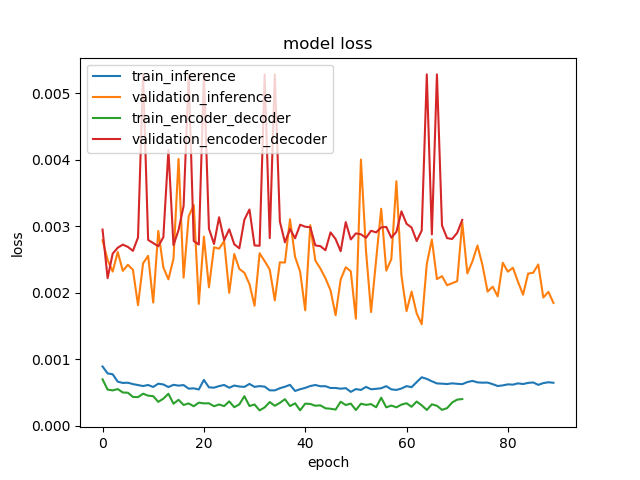 model loss
train_inference
validation_inference
train_encoder_decoder
validation_encoder_decoder
loss
0.005
0.004
0.003
0.002
0.001
0.000
0 20 40 60 80
epoch